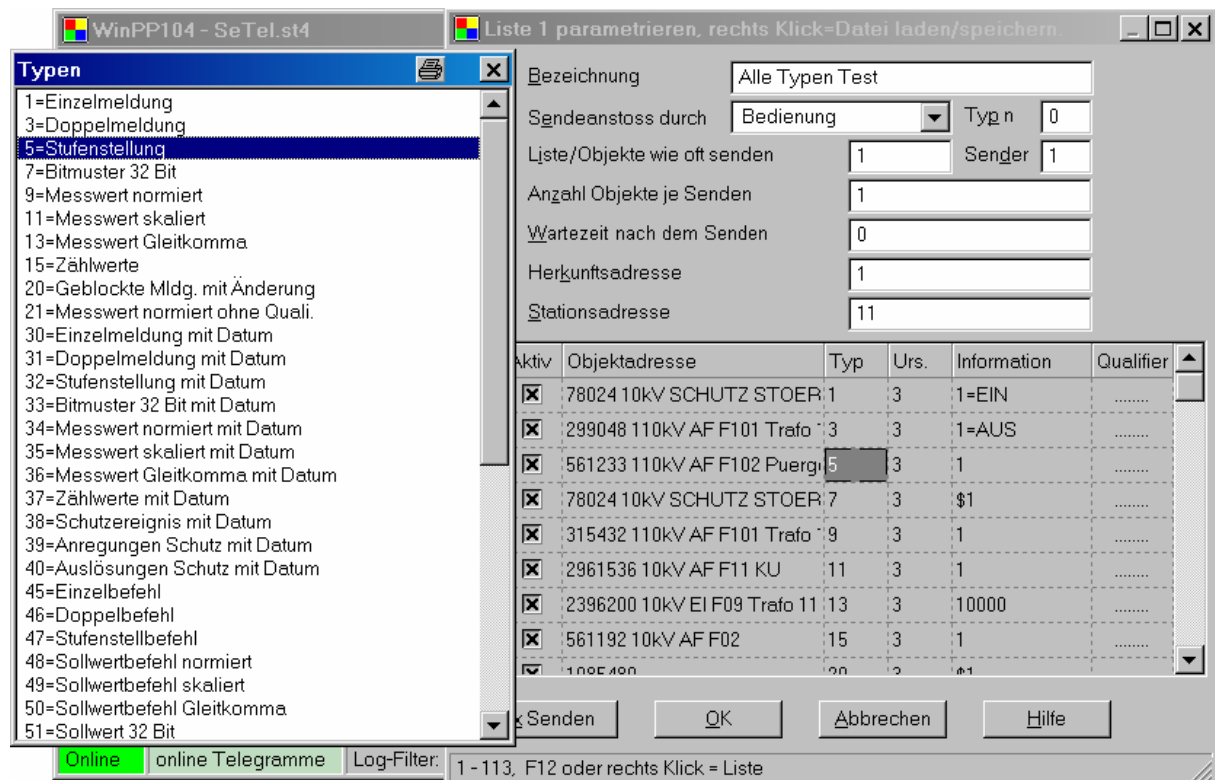 WinPP104 - SeTel.st4
Liste 1 parametrieren, rechts Klick=Datei laden/speichern.
Typen
1=Einzelmeldung
3=Doppelmeldung
5=Stufenstellung
7=Bitmuster 32 Bit
9=Messwert normiert
11=Messwert skaliert
13=Messwert Gleitkomma
15=Zählwerte
20=Geblockte Mldg. mit Änderung
21=Messwert normiert ohne Quali.
30=Einzelmeldung mit Datum
31=Doppelmeldung mit Datum
32=Stufenstellung mit Datum
33=Bitmuster 32 Bit mit Datum
34=Messwert normiert mit Datum
35=Messwert skaliert mit Datum
36=Messwert Gleitkomma mit Datum
37=Zählwerte mit Datum
38=Schutzereignis mit Datum
39=Anregungen Schutz mit Datum
40=Auslösungen Schutz mit Datum
45=Einzelbefehl
46=Doppelbefehl
47=Stufenstellbefehl
48=Sollwertbefehl normiert
49=Sollwertbefehl skaliert
50=Sollwertbefehl Gleitkomma
51=Sollwert 32 Bit
Bezeichnung Alle Typen Test
Sendeanstoss durch Bedienung Typ n 0
Liste/Objekte wie oft senden 1 Sender 1
Anzahl Objekte je Senden 1
Wartezeit nach dem Senden 0
Herkunftsadresse 1
Stationsadresse 11
Aktiv Objektadresse Typ Urs. Information Qualifier
78024 10kV SCHUTZ STOER 1 3 1=EIN ........
299048 110kV AF F101 Trafo 3 3 1=AUS ........
561233 110kV AF F102 5 3 1 ........
78024 10kV SCHUTZ STOER 7 3 $1 ........
315432 110kV AF F101 Trafo 9 3 1 ........
2961536 10kV AF F11 KU 11 3 1 ........
2396200 10kV EI F09 Trafo 11 13 3 10000 ........
561192 10kV AF F02 15 3 1 ........
Senden OK Abbrechen Hilfe
Online online Telegramme Log-Filter:
1 - 113, F12 oder rechts Klick = Liste